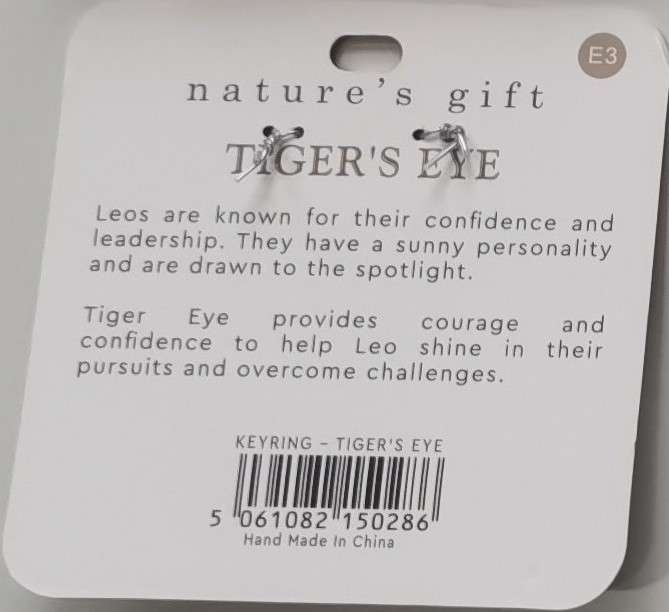 E3
nature's gift
TIGER'S EYE
Leos are known for their confidence and
leadership. They have a sunny personality
and are drawn to the spotlight.
Tiger Eye provides courage and
confidence to help Leo shine in their
pursuits and overcome challenges.
KEYRING – TIGER'S EYE
5 061082 150286
Hand Made In China